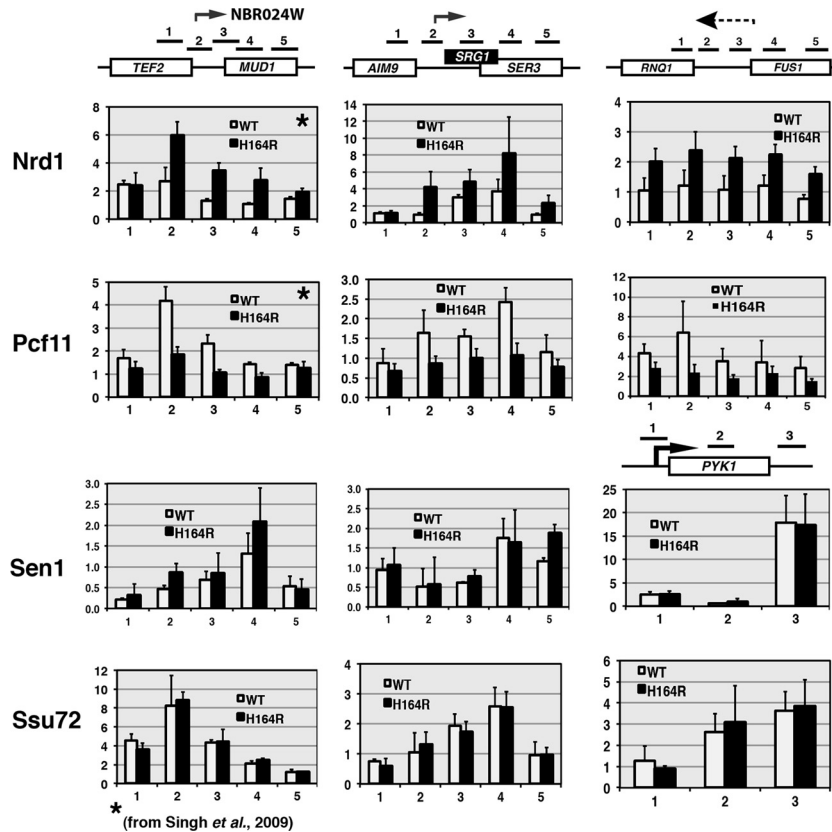 NBR024W
1 2 3 4 5
TEF2 MUD1
1 2 3 4 5
AIM9 SRG1 SER3
1 2 3 4 5
RNQ1 FUS1
Nrd1
8
6
4
2
0
WT
H164R
*
1 2 3 4 5
14
12
10
8
6
4
2
0
WT
H164R
1 2 3 4 5
4
3
2
1
0
WT
H164R
1 2 3 4 5
Pcf11
5
4
3
2
1
0
WT
H164R
*
1 2 3 4 5
3.0
2.5
2.0
1.5
1.0
0.5
0.0
WT
H164R
1 2 3 4 5
12
10
8
6
4
2
0
WT
H164R
1 2 3 4 5
1 2 3
PYK1
Sen1
3.0
2.5
2.0
1.5
1.0
0.5
0.0
WT
H164R
1 2 3 4 5
3.0
2.5
2.0
1.5
1.0
0.5
0.0
WT
H164R
1 2 3 4 5
25
20
15
10
5
0
WT
H164R
1 2 3
Ssu72
12
10
8
6
4
2
0
WT
H164R
1 2 3 4 5
4
3
2
1
0
WT
H164R
1 2 3 4 5
6
5
4
3
2
1
0
WT
H164R
1 2 3
* (from Singh et al., 2009)